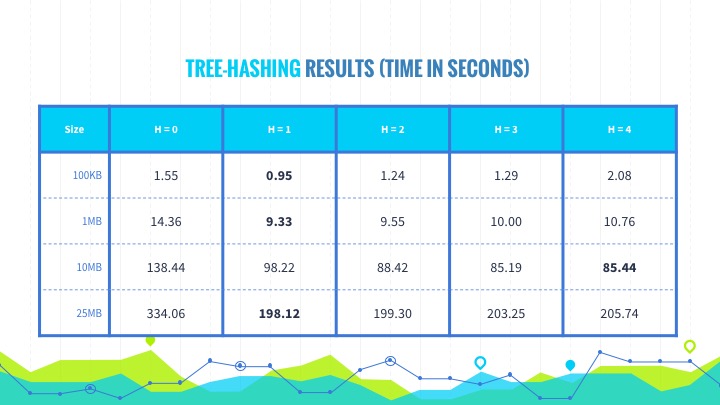 TREE-HASHING RESULTS (TIME IN SECONDS)
Size H = 0 H = 1 H = 2 H = 3 H = 4
100KB 1.55 0.95 1.24 1.29 2.08
1MB 14.36 9.33 9.55 10.00 10.76
10MB 138.44 98.22 88.42 85.19 85.44
25MB 334.06 198.12 199.30 203.25 205.74